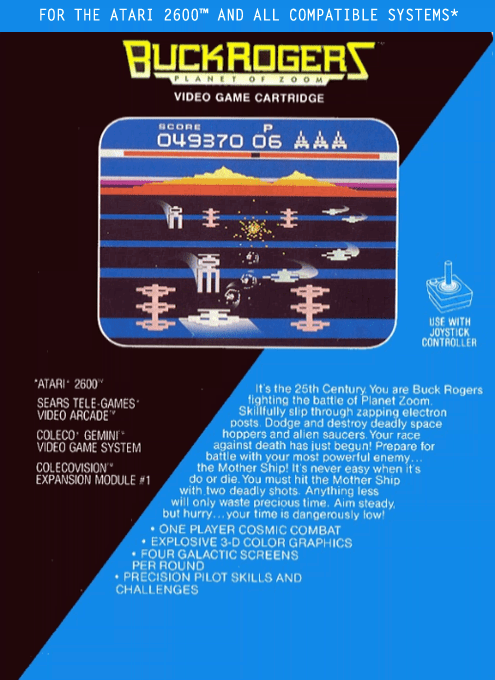 FOR THE ATARI 2600™ AND ALL COMPATIBLE SYSTEMS*
BUCK ROGERS™
PLANET OF ZOOM
VIDEO GAME CARTRIDGE
SCORE P
049370 06
USE WITH
JOYSTICK
CONTROLLER
*ATARI® 2600™
SEARS TELE-GAMES®
VIDEO ARCADE™
COLECO® GEMINI™
VIDEO GAME SYSTEM
COLECOVISION™
EXPANSION MODULE #1
It's the 25th Century. You are Buck Rogers
fighting the battle of Planet Zoom.
Skillfully slip through zapping electron
posts. Dodge and destroy deadly space
hoppers and alien saucers. Your race
against death has just begun! Prepare for
battle with your most powerful enemy...
the Mother Ship! It's never easy when it's
do or die. You must hit the Mother Ship
with two deadly shots. Anything less
will only waste precious time. Aim steady,
but hurry...your time is dangerously low!
• ONE PLAYER COSMIC COMBAT
• EXPLOSIVE 3-D COLOR GRAPHICS
• FOUR GALACTIC SCREENS
PER ROUND
• PRECISION PILOT SKILLS AND
CHALLENGES